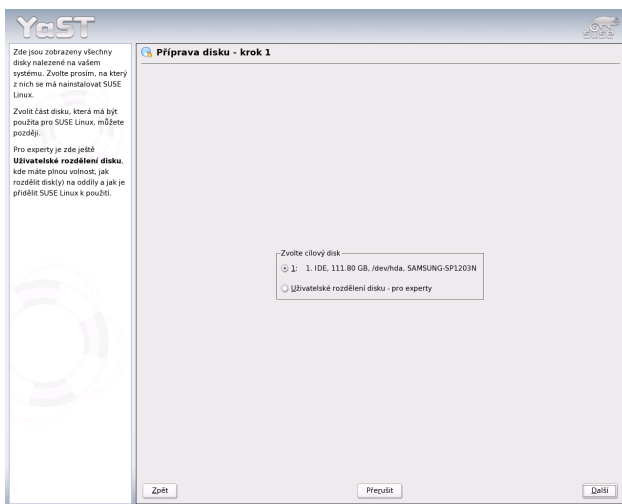 YaST
SUSE
Zde jsou zobrazeny všechny
disky nalezené na vašem
systému. Zvolte prosím, na který
z nich se má nainstalovat SUSE
Linux.
Zvolit část disku, která má být
použita pro SUSE Linux, můžete
později.
Pro experty je zde ještě
Uživatelské rozdělení disku,
kde máte plnou volnost, jak
rozdělit disk(y) na oddíly a jak je
přidělit SUSE Linux k použití.
Příprava disku - krok 1
Zvolte cílový disk
1: 1. IDE, 111.80 GB, /dev/hda, SAMSUNG-SP1203N
Uživatelské rozdělení disku - pro experty
Zpět
Přerušit
Další